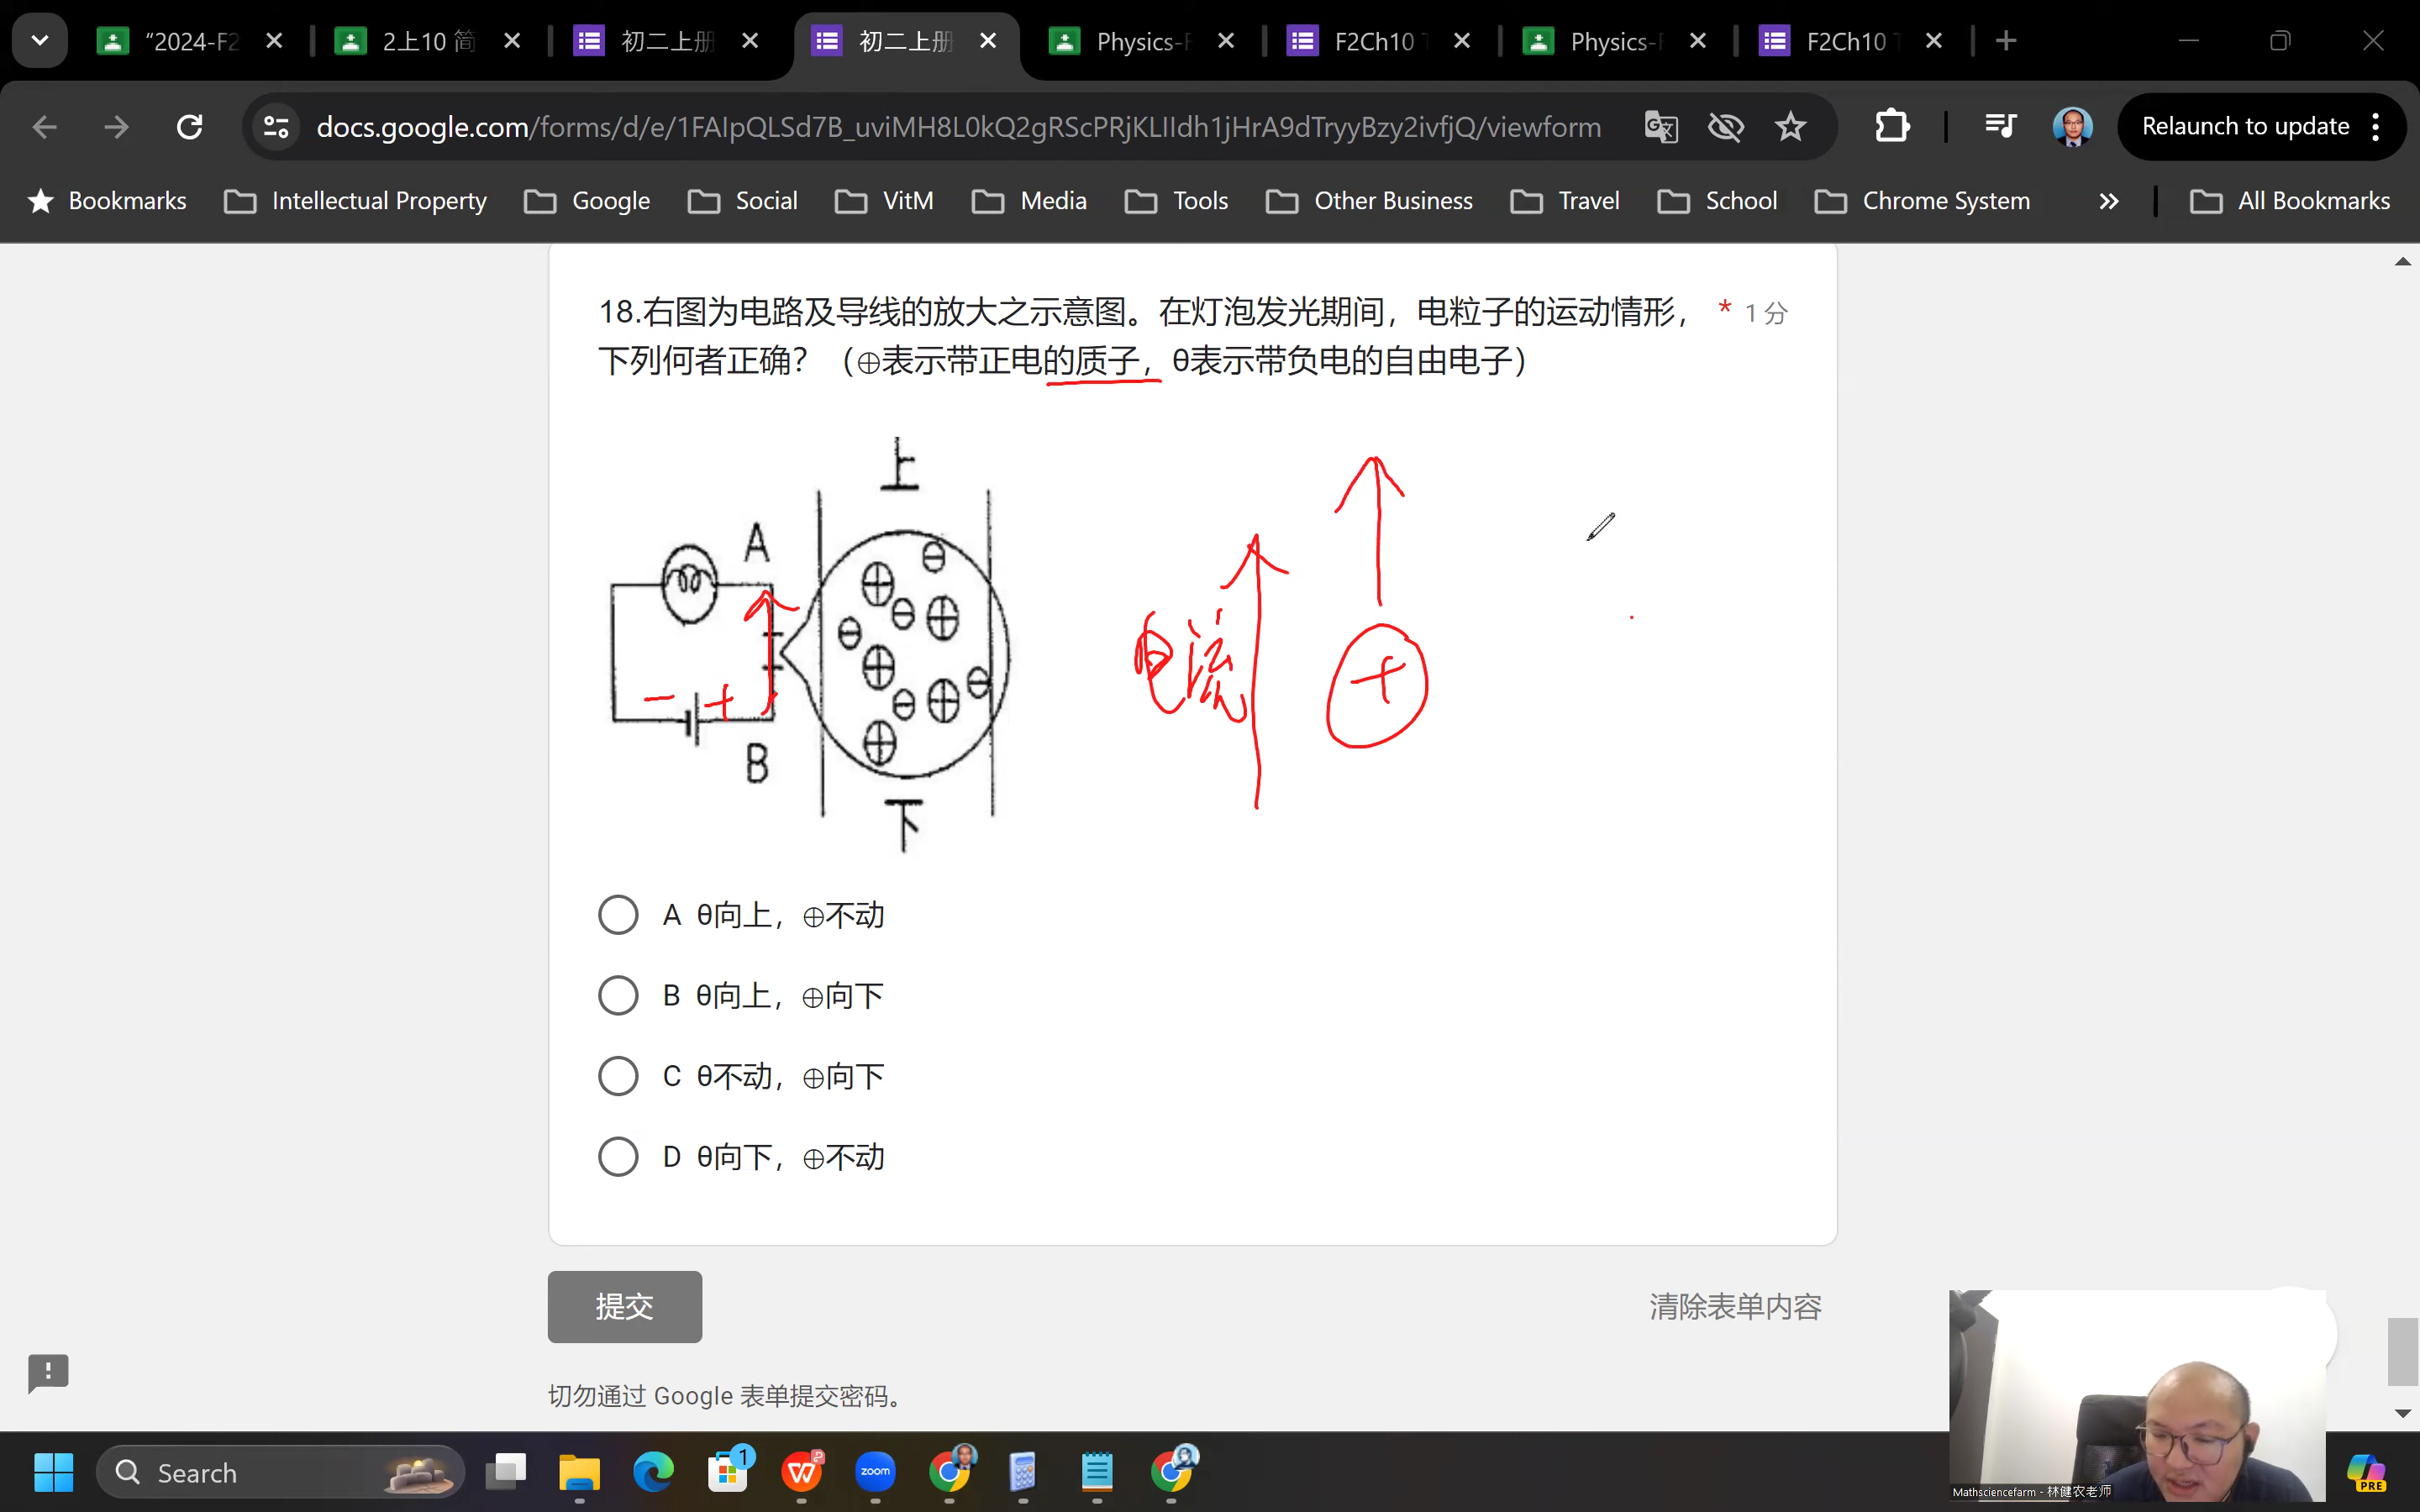 "2024-F2
2上10 简
初二上册
初二上册
Physics-F
F2Ch10 T
Physics-F
F2Ch10 T
docs.google.com/forms/d/e/1FAIpQLSd7B_uviMH8L0kQ2gRScPRjKLIIdh1jHrA9dTryyBzy2ivfjQ/viewform
Relaunch to update
Bookmarks
Intellectual Property
Google
Social
VitM
Media
Tools
Other Business
Travel
School
Chrome System
All Bookmarks
18.右图为电路及导线的放大之示意图。在灯泡发光期间，电粒子的运动情形， * 1 分
下列何者正确？（⊕表示带正电的质子，θ表示带负电的自由电子）
上
A
B
下
- +
电流
+
A θ向上，⊕不动
B θ向上，⊕向下
C θ不动，⊕向下
D θ向下，⊕不动
提交
清除表单内容
切勿通过 Google 表单提交密码。
Mathsciencefarm - 林健农老师
Search
1
zoom
PRE